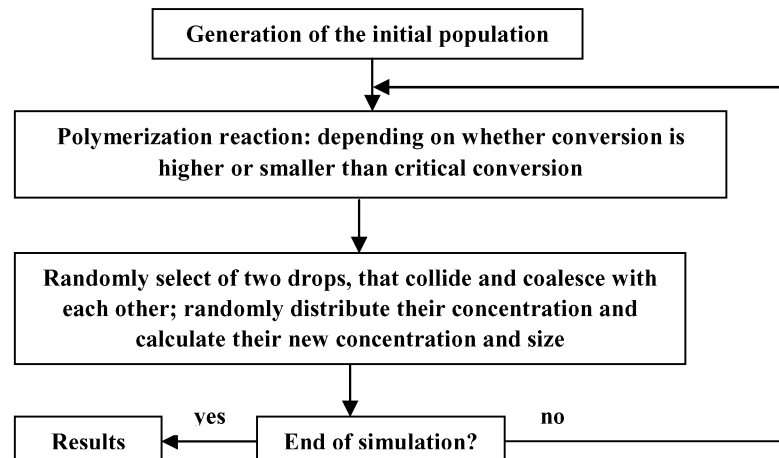 Generation of the initial population
Polymerization reaction: depending on whether conversion is
higher or smaller than critical conversion
Randomly select of two drops, that collide and coalesce with
each other; randomly distribute their concentration and
calculate their new concentration and size
yes
no
Results
End of simulation?